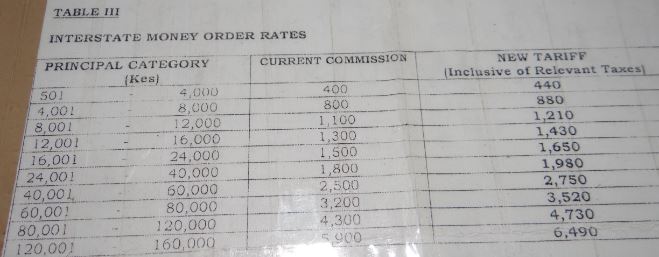 TABLE III
INTERSTATE MONEY ORDER RATES
PRINCIPAL CATEGORY CURRENT COMMISSION NEW TARIFF
(Kes) (Inclusive of Relevant Taxes)
501 - 4,000 400 440
4,001 - 8,000 800 880
8,001 - 12,000 1,100 1,210
12,001 - 16,000 1,300 1,430
16,001 - 24,000 1,500 1,650
24,001 - 40,000 1,800 1,980
40,001 60,000 2,500 2,750
60,001 - 80,000 3,200 3,520
80,001 - 120,000 4,300 4,730
120,001 160,000 5,900 6,490